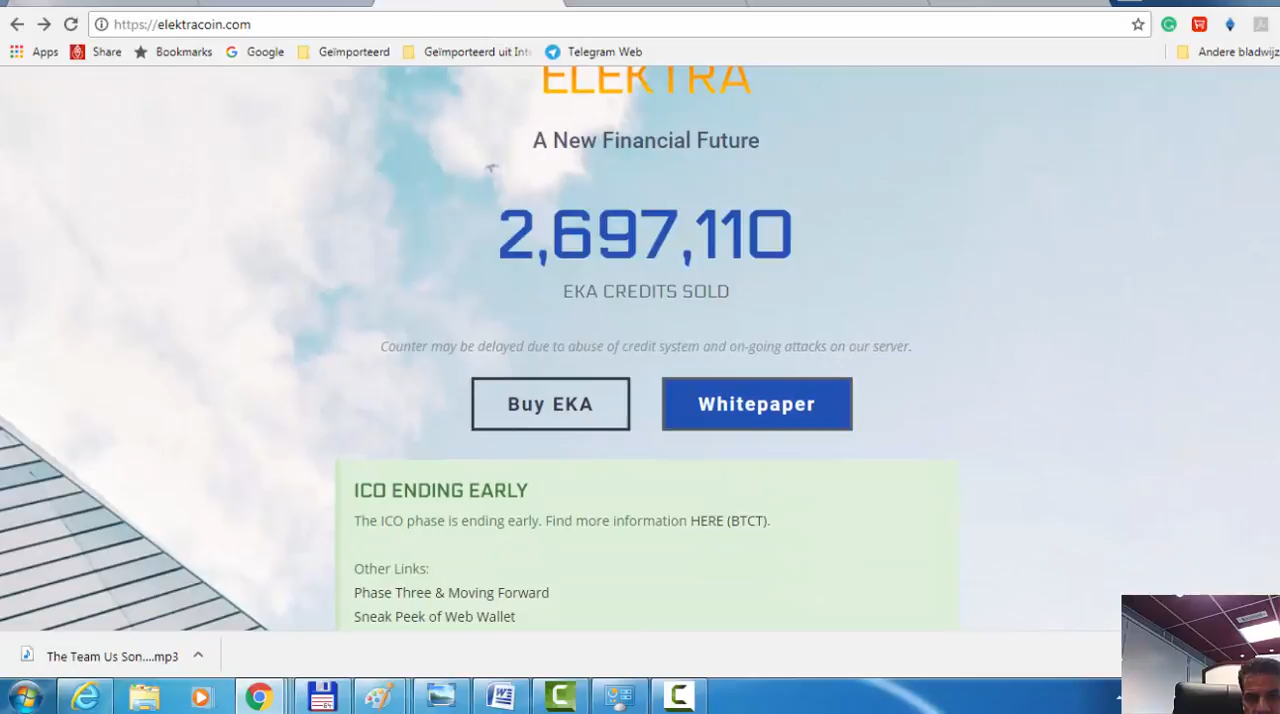 https://elektracoin.com
Apps Share Bookmarks Google Geïmporteerd Geïmporteerd uit Int Telegram Web Andere bladwijz
ELEKTRA
A New Financial Future
2,697,110
EKA CREDITS SOLD
Counter may be delayed due to abuse of credit system and on-going attacks on our server.
Buy EKA Whitepaper
ICO ENDING EARLY
The ICO phase is ending early. Find more information HERE (BTCT).
Other Links:
Phase Three & Moving Forward
Sneak Peek of Web Wallet
The Team Us Son....mp3